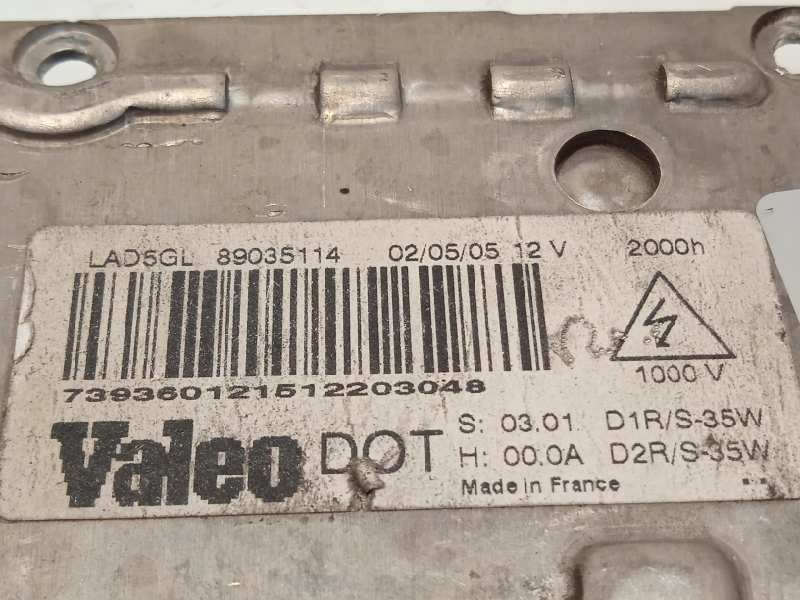 LAD5GL 89035114 02/05/05 12 V 2000h
739360121512203048
1000 V
Valeo DOT
S: 03.01 D1R/S-35W
H: 00.0A D2R/S-35W
Made in France